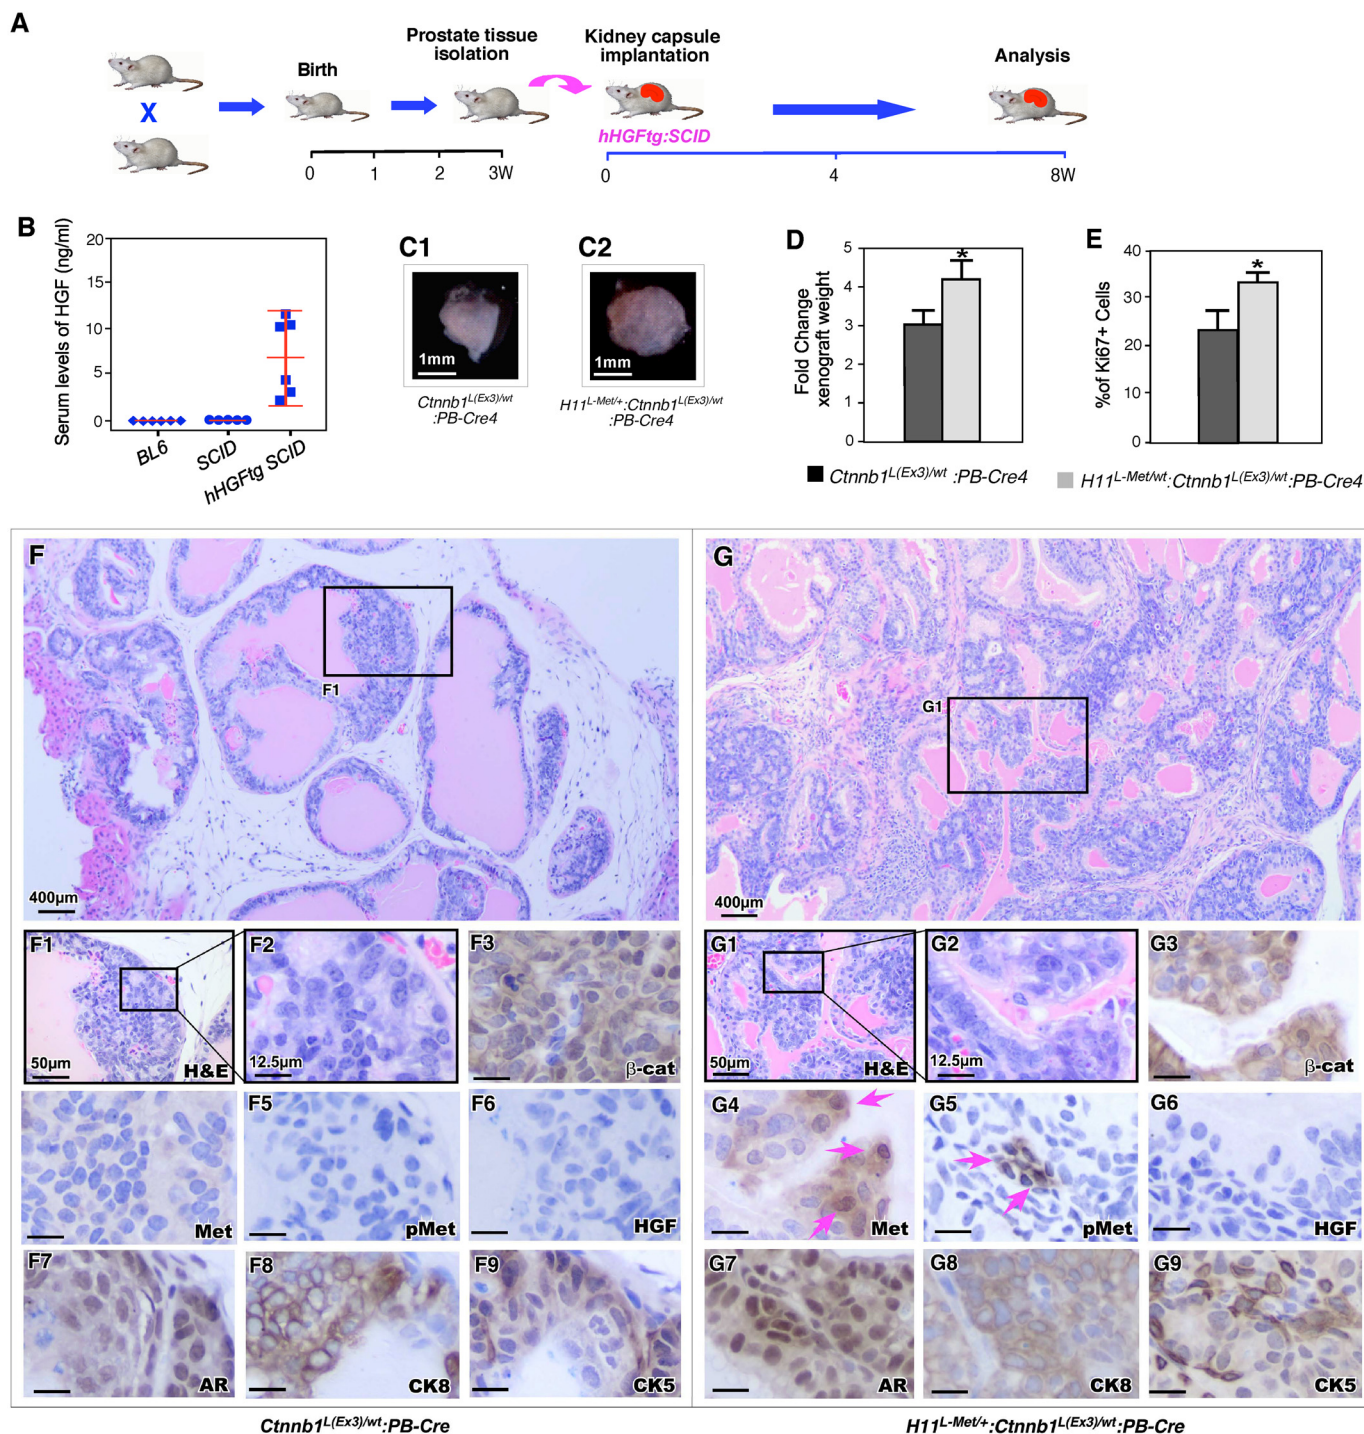 A
Birth
Prostate tissue
isolation
Kidney capsule
implantation
Analysis
X
hHGFtg:SCID
0 1 2 3W
0 4 8W
B
Serum levels of HGF (ng/ml)
20
15
10
5
0
BL6
SCID
hHGFtg SCID
C1
1mm
Ctnnb1L(Ex3)/wt
:PB-Cre4
C2
1mm
H11L-Met/+:Ctnnb1L(Ex3)/wt
:PB-Cre4
D
Fold Change
xenograft weight
5
4
3
2
1
0
*
E
%of Ki67+ Cells
40
30
20
10
0
*
Ctnnb1L(Ex3)/wt :PB-Cre4
H11L-Met/wt:Ctnnb1L(Ex3)/wt:PB-Cre4
F
F1
400µm
G
G1
400µm
F1
50µm
H&E
F2
12.5µm
F3
β-cat
G1
50µm
H&E
G2
12.5µm
G3
β-cat
Met
F5
pMet
F6
HGF
G4
Met
G5
pMet
G6
HGF
F7
AR
F8
CK8
F9
CK5
G7
AR
G8
CK8
G9
CK5
Ctnnb1L(Ex3)/wt:PB-Cre
H11L-Met/+:Ctnnb1L(Ex3)/wt:PB-Cre